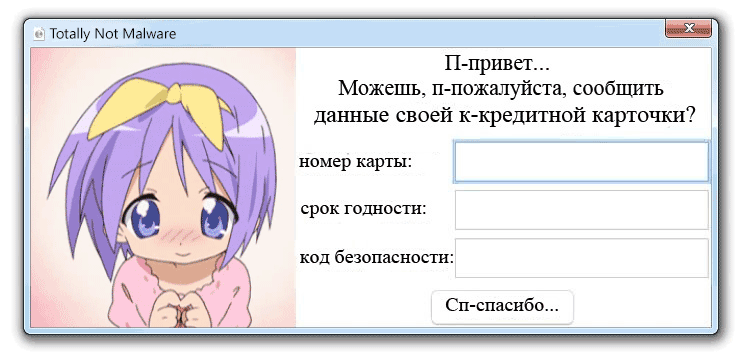 Totally Not Malware
П-привет...
Можешь, п-пожалуйста, сообщить
данные своей к-кредитной карточки?
номер карты:
срок годности:
код безопасности:
Сп-спасибо...